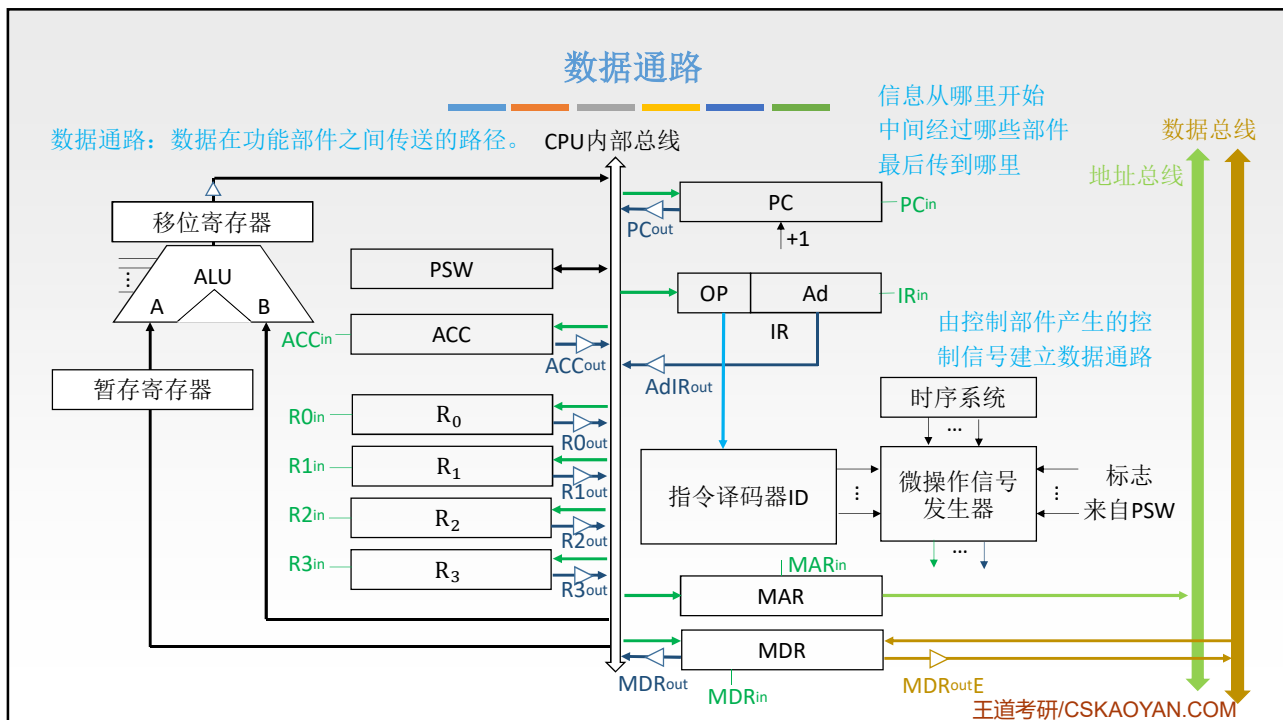 数据通路
信息从哪里开始
中间经过哪些部件
最后传到哪里
数据通路：数据在功能部件之间传送的路径。
CPU内部总线
数据总线
地址总线
移位寄存器
PC
PCin
PCout
+1
ALU
A
B
⋮
PSW
OP
Ad
IRin
IR
ACCin
ACC
ACCout
AdIRout
由控制部件产生的控
制信号建立数据通路
暂存寄存器
时序系统
...
R0in
R₀
R0out
R1in
R₁
R1out
R2in
R₂
R2out
R3in
R₃
R3out
指令译码器ID
⋮
微操作信号
发生器
⋮
标志
来自PSW
...
MARin
MAR
MDR
MDRout
MDRin
MDRoutE
王道考研/CSKAOYAN.COM